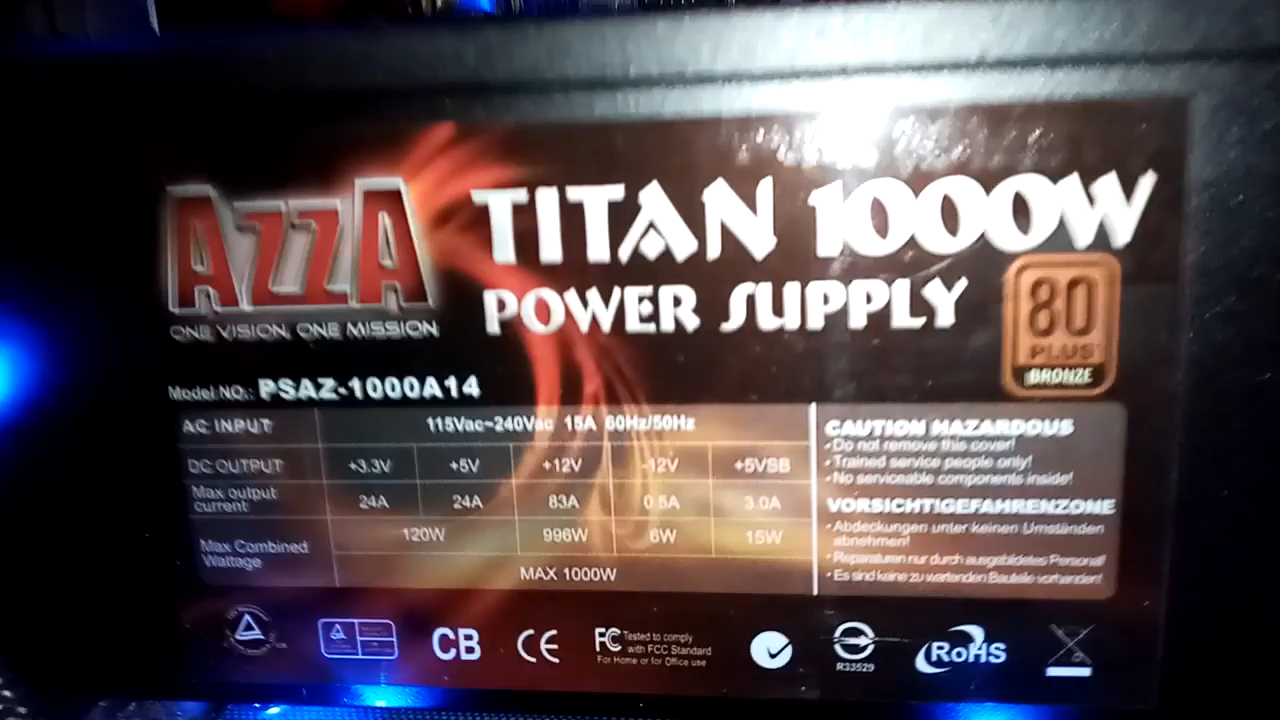 AZZA
ONE VISION, ONE MISSION
TITAN 1000W
POWER SUPPLY
80
PLUS
BRONZE
Model NO.: PSAZ-1000A14
AC INPUT 115Vac~240Vac 15A 60Hz/50Hz
DC OUTPUT +3.3V +5V +12V -12V +5VSB
Max output current 24A 24A 83A 0.5A 3.0A
Max Combined Wattage 120W 996W 6W 15W
MAX 1000W
CAUTION HAZARDOUS
• Do not remove this cover!
• Trained service people only!
• No serviceable components inside!
VORSICHT!GEFAHRENZONE
• Abdeckungen unter keinen Umständen
abnehmen!
• Reparaturen nur durch ausgebildetes Personal!
• Es sind keine zu wartenden Bauteile vorhanden!
CB
CE
FC Tested to comply
with FCC Standard
For Home or for Office use
R33529
RoHS